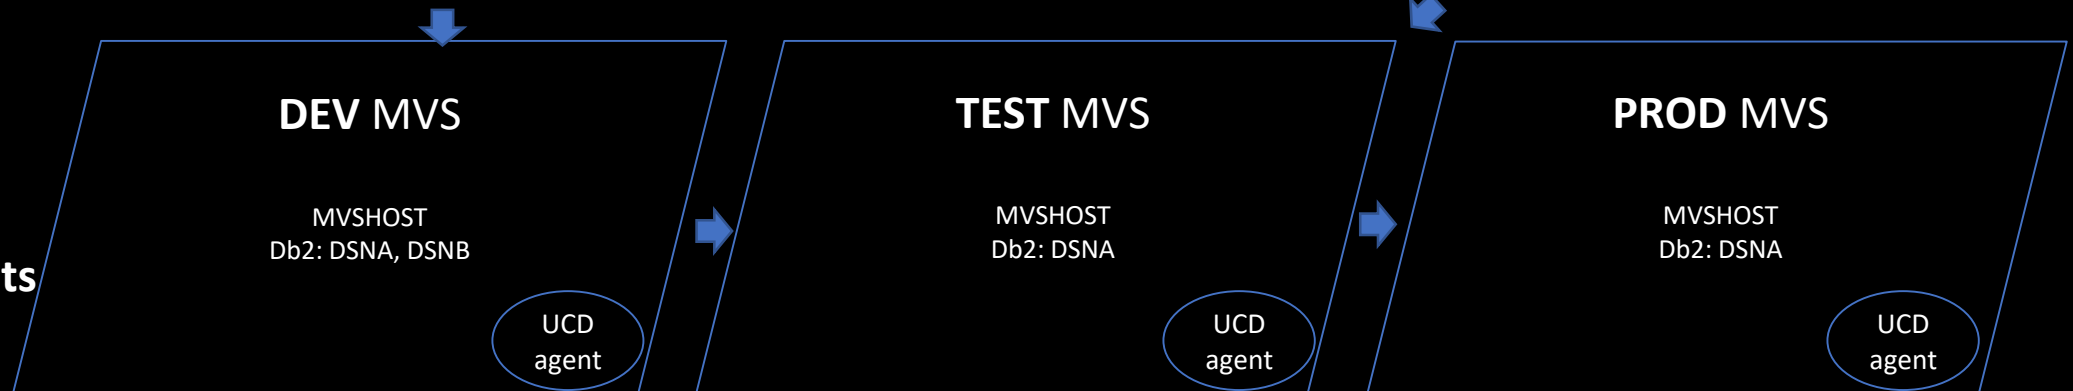 DEV MVS
MVSHOST
Db2: DSNA, DSNB
UCD
agent
TEST MVS
MVSHOST
Db2: DSNA
UCD
agent
PROD MVS
MVSHOST
Db2: DSNA
UCD
agent